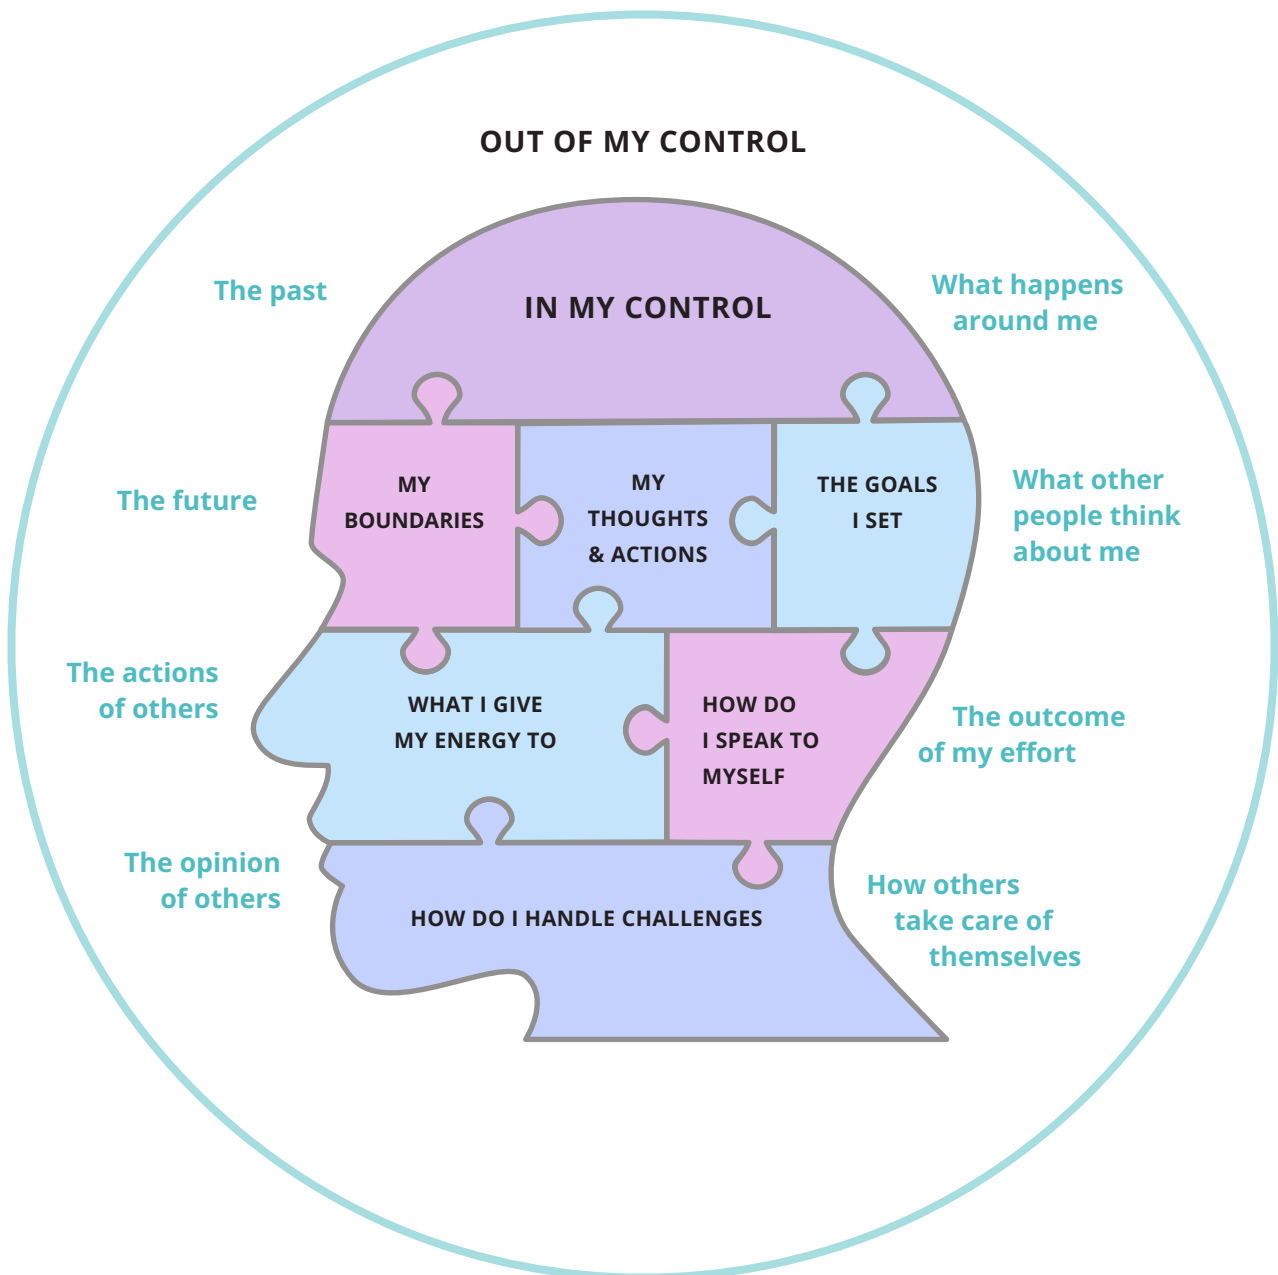 OUT OF MY CONTROL
IN MY CONTROL
The past
What happens
around me
The future
MY
BOUNDARIES
MY
THOUGHTS
& ACTIONS
THE GOALS
I SET
What other
people think
about me
The actions
of others
WHAT I GIVE
MY ENERGY TO
HOW DO
I SPEAK TO
MYSELF
The outcome
of my effort
The opinion
of others
HOW DO I HANDLE CHALLENGES
How others
take care of
themselves